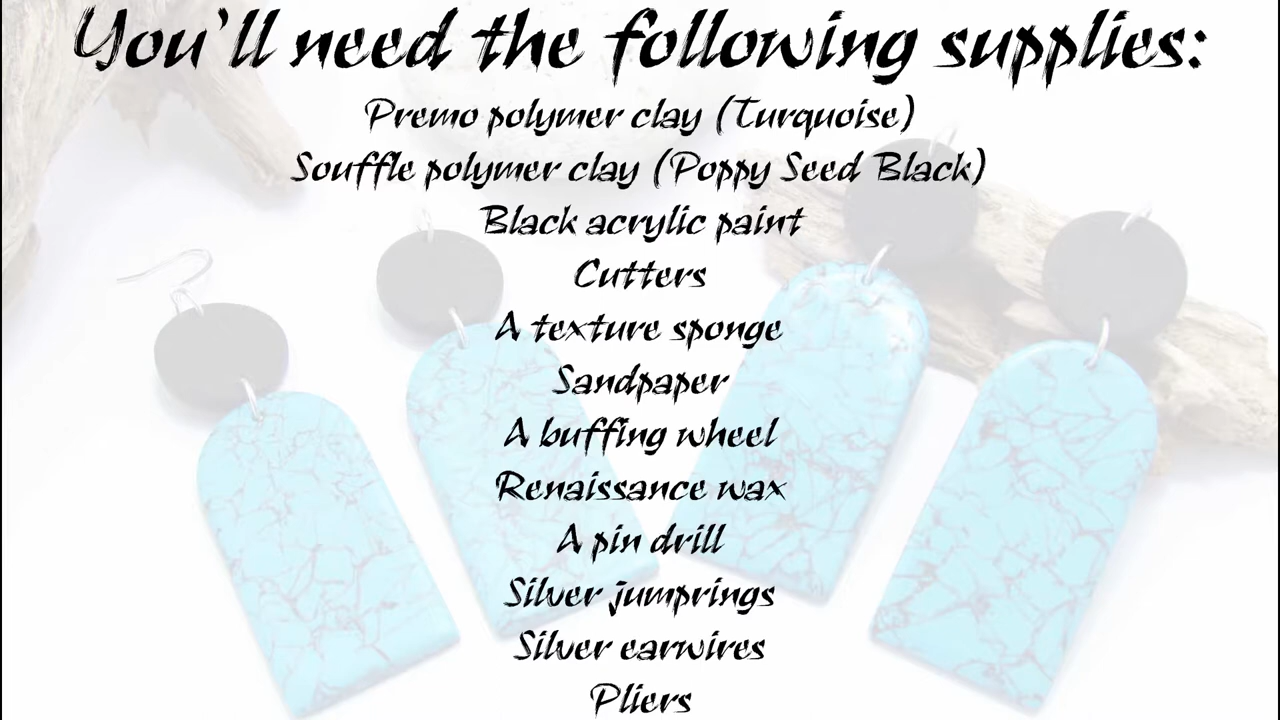 You'll need the following supplies:
Premo polymer clay (Turquoise)
Souffle polymer clay (Poppy Seed Black)
Black acrylic paint
Cutters
A texture sponge
Sandpaper
A buffing wheel
Renaissance wax
A pin drill
Silver jumprings
Silver earwires
Pliers